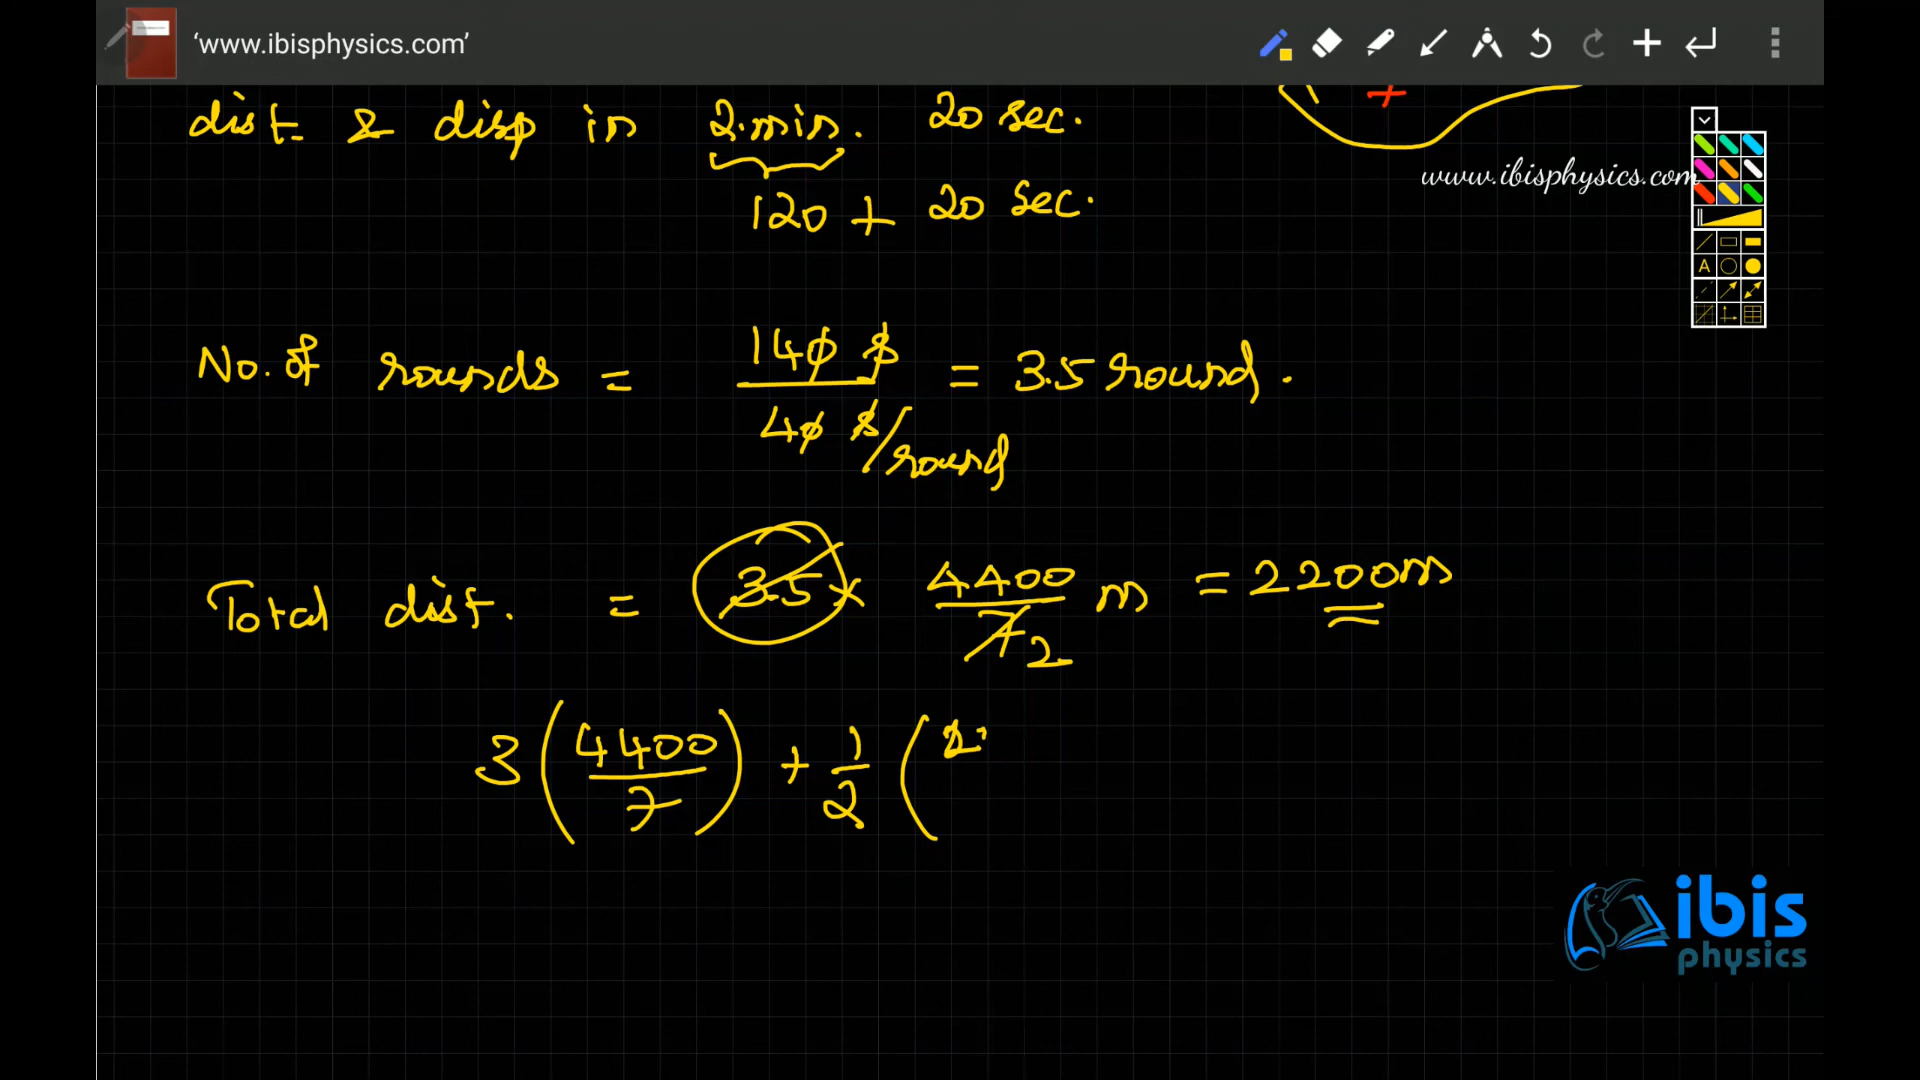 'www.ibisphysics.com'
dist. & disp in 2.min. 20 sec.
www.ibisphysics.com
120 + 20 sec.
No. of rounds = 140 s / 40 s/round = 3.5 round.
Total dist. = 3.5 × 4400/7 2 m = 2200m
3 (4400/7) + 1/2 (
ibis
physics